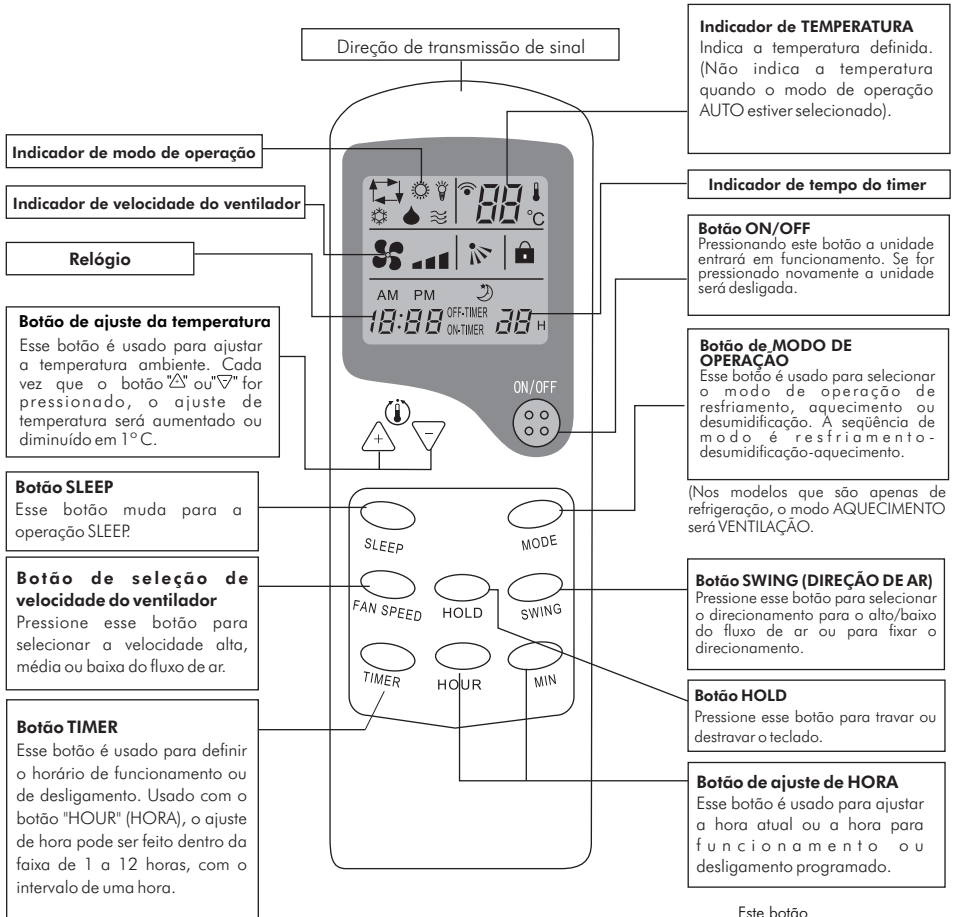 Direção de transmissão de sinal
Indicador de modo de operação
Indicador de velocidade do ventilador
Relógio
Botão de ajuste da temperatura
Esse botão é usado para ajustar
a temperatura ambiente. Cada
vez que o botão "+" ou "−" for
pressionado, o ajuste de
temperatura será aumentado ou
diminuído em 1º C.
Botão SLEEP
Esse botão muda para a
operação SLEEP.
Botão de seleção de
velocidade do ventilador
Pressione esse botão para
selecionar a velocidade alta,
média ou baixa do fluxo de ar.
Botão TIMER
Esse botão é usado para definir
o horário de funcionamento ou
de desligamento. Usado com o
botão "HOUR" (HORA), o ajuste
de hora pode ser feito dentro da
faixa de 1 a 12 horas, com o
intervalo de uma hora.
88 °C
AM PM
18:88 OFF-TIMER
ON-TIMER 28 H
ON/OFF
+ −
SLEEP
MODE
FAN SPEED
HOLD
SWING
TIMER
HOUR
MIN
Indicador de TEMPERATURA
Indica a temperatura definida.
(Não indica a temperatura
quando o modo de operação
AUTO estiver selecionado).
Indicador de tempo do timer
Botão ON/OFF
Pressionando este botão a unidade
entrará em funcionamento. Se for
pressionado novamente a unidade
será desligada.
Botão de MODO DE
OPERAÇÃO
Esse botão é usado para selecionar
o modo de operação de
resfriamento, aquecimento ou
desumidificação. A seqüência de
modo é resfriamento-
desumidificação-aquecimento.
(Nos modelos que são apenas de
refrigeração, o modo AQUECIMENTO
será VENTILAÇÃO.
Botão SWING (DIREÇÃO DE AR)
Pressione esse botão para selecionar
o direcionamento para o alto/baixo
do fluxo de ar ou para fixar o
direcionamento.
Botão HOLD
Pressione esse botão para travar ou
destravar o teclado.
Botão de ajuste de HORA
Esse botão é usado para ajustar
a hora atual ou a hora para
funcionamento ou
desligamento programado.
Este botão